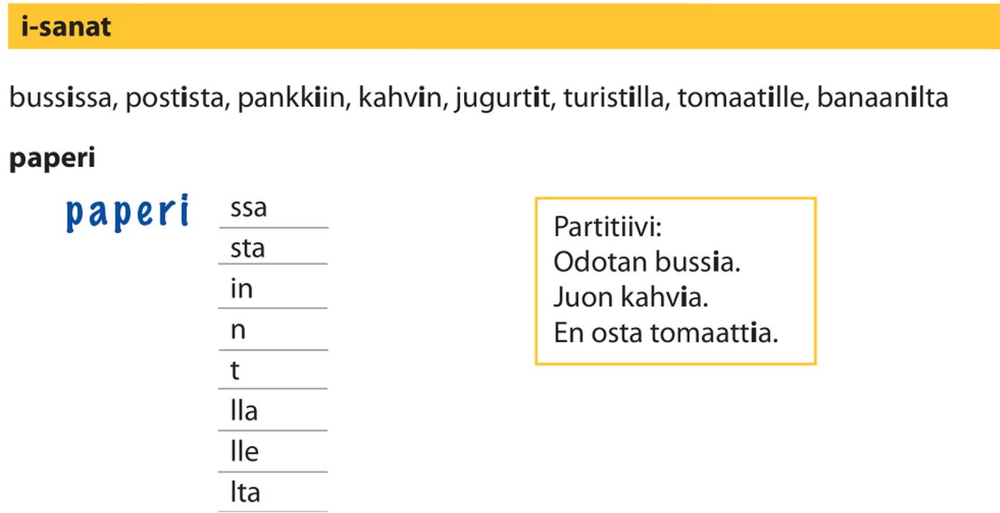 i-sanat
bussissa, postista, pankkiin, kahvin, jugurtit, turistilla, tomaatille, banaanilta
paperi
paperi ssa
sta
in
n
t
lla
lle
lta
Partitiivi:
Odotan bussia.
Juon kahvia.
En osta tomaattia.